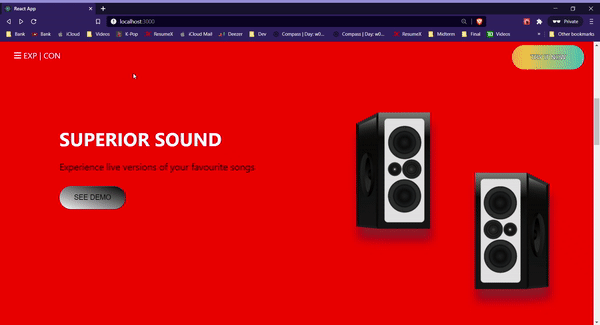 React App
localhost:3000
Private
Bank
Bank
iCloud
Videos
K-Pop
ResumeX
iCloud Mail
Deezer
Dev
Compass | Day: w0...
Compass | Day: w0...
ResumeX
Midterm
Final
Videos
Other bookmarks
EXP | CON
TRY IT NOW
SUPERIOR SOUND
Experience live versions of your favourite songs
SEE DEMO